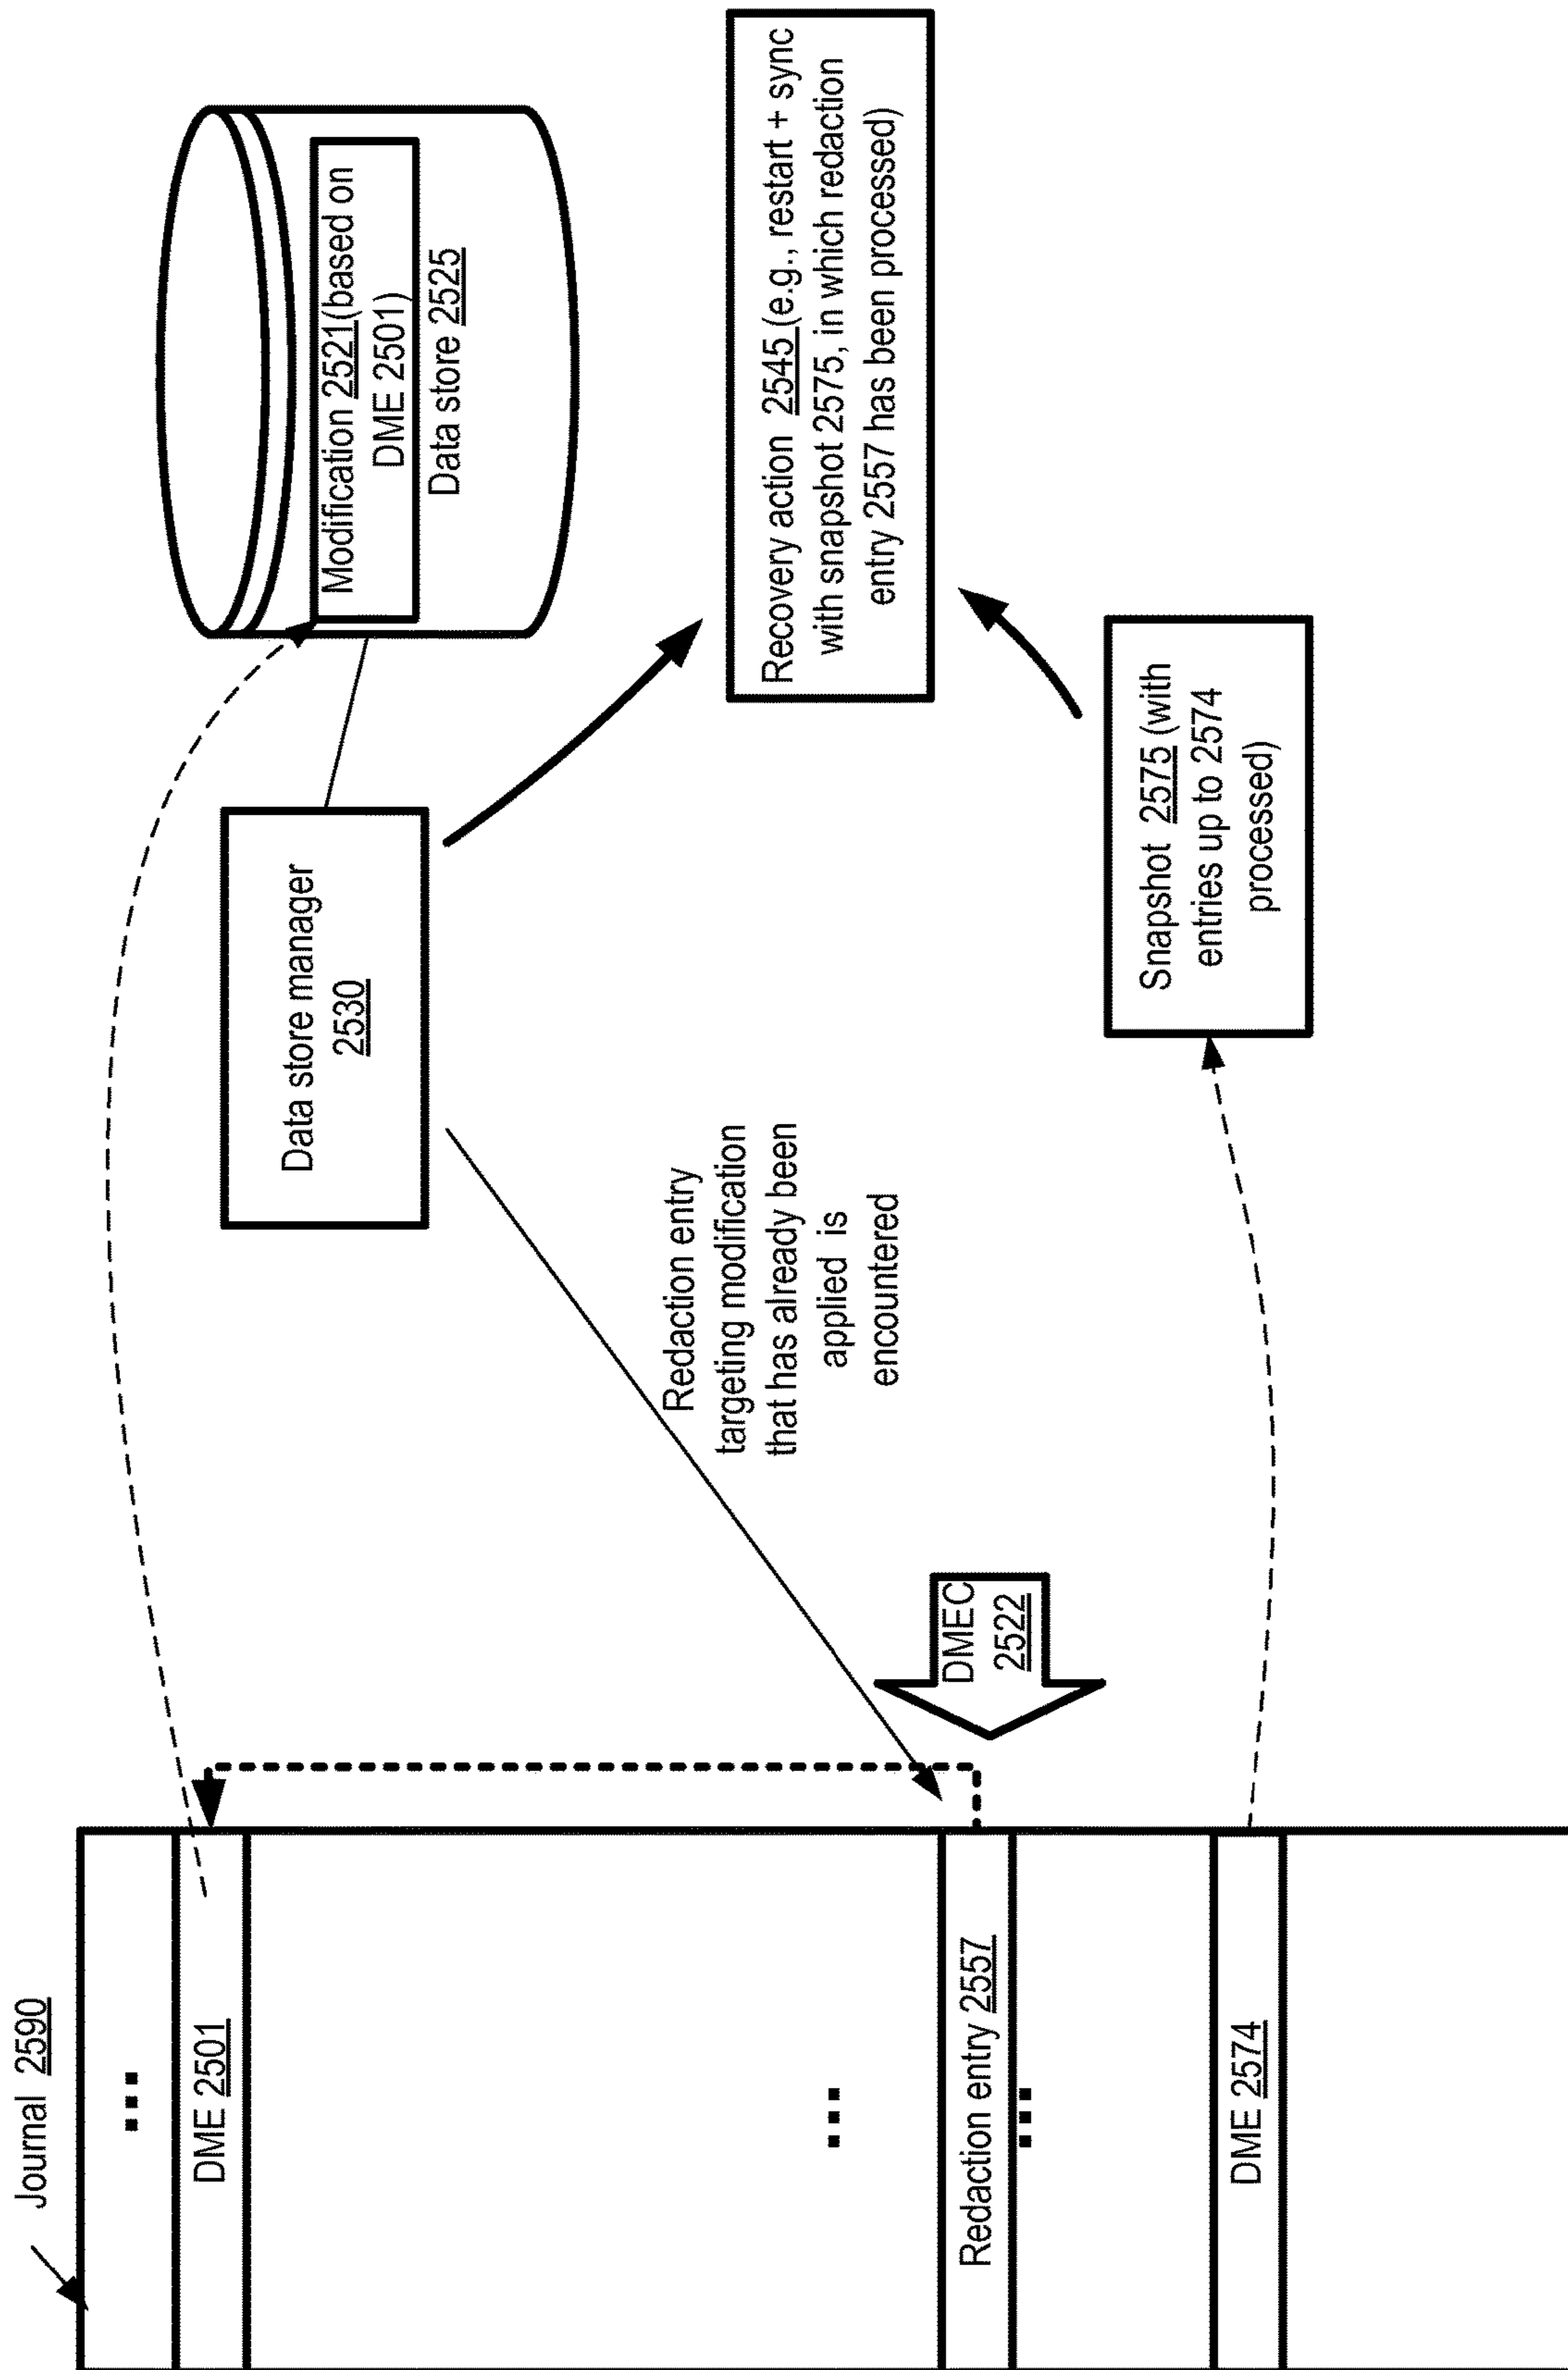 Journal 2590
...
DME 2501
...
Redaction entry 2557
...
DME 2574
DMEC
2522
Redaction entry
targeting modification
that has already been
applied is
encountered
Data store manager
2530
Modification 2521(based on
DME 2501)
Data store 2525
Recovery action 2545 (e.g., restart + sync
with snapshot 2575, in which redaction
entry 2557 has been processed)
Snapshot 2575 (with
entries up to 2574
processed)